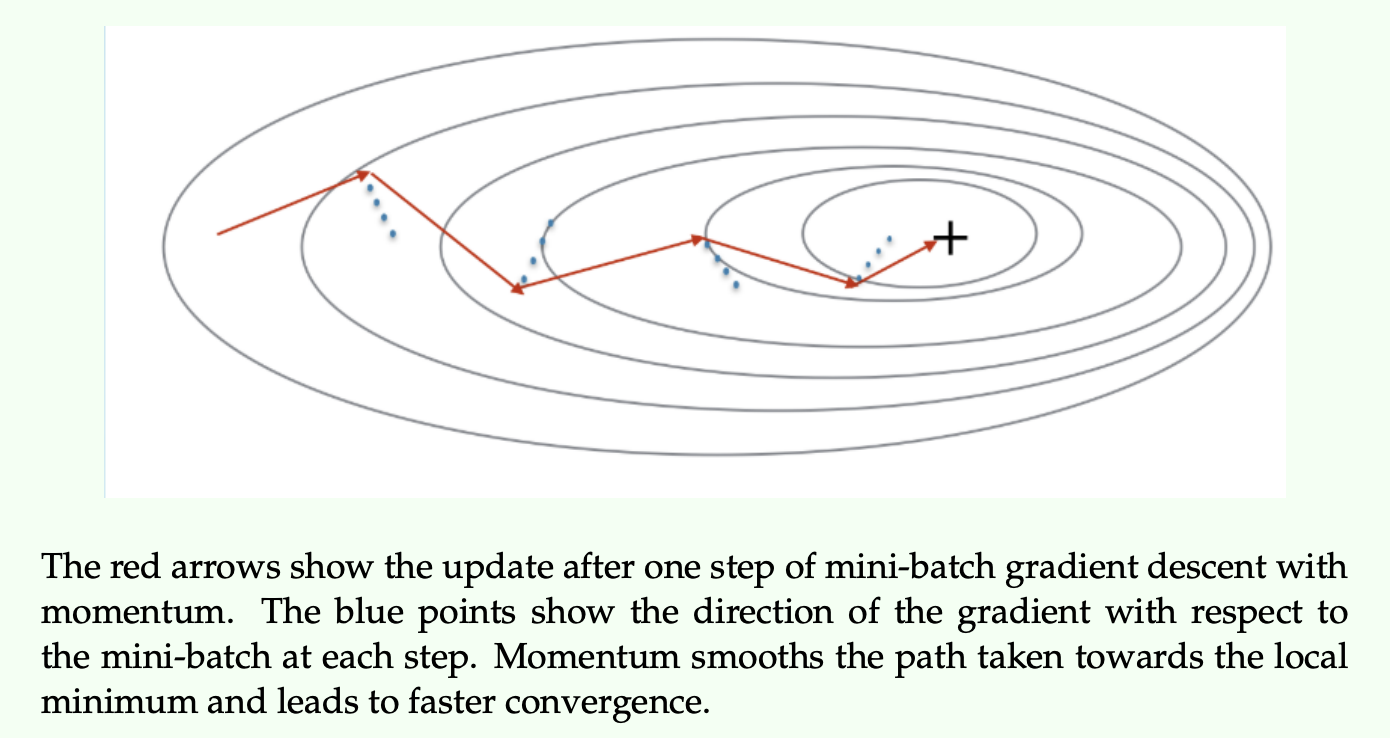 The red arrows show the update after one step of mini-batch gradient descent with
momentum. The blue points show the direction of the gradient with respect to
the mini-batch at each step. Momentum smooths the path taken towards the local
minimum and leads to faster convergence.